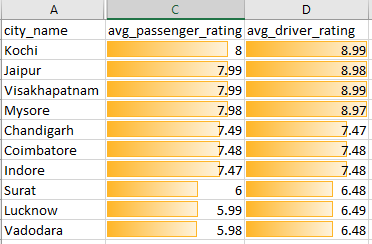 A C D
city_name avg_passenger_rating avg_driver_rating
Kochi 8 8.99
Jaipur 7.99 8.98
Visakhapatnam 7.99 8.99
Mysore 7.98 8.97
Chandigarh 7.49 7.47
Coimbatore 7.48 7.48
Indore 7.47 7.48
Surat 6 6.48
Lucknow 5.99 6.49
Vadodara 5.98 6.48